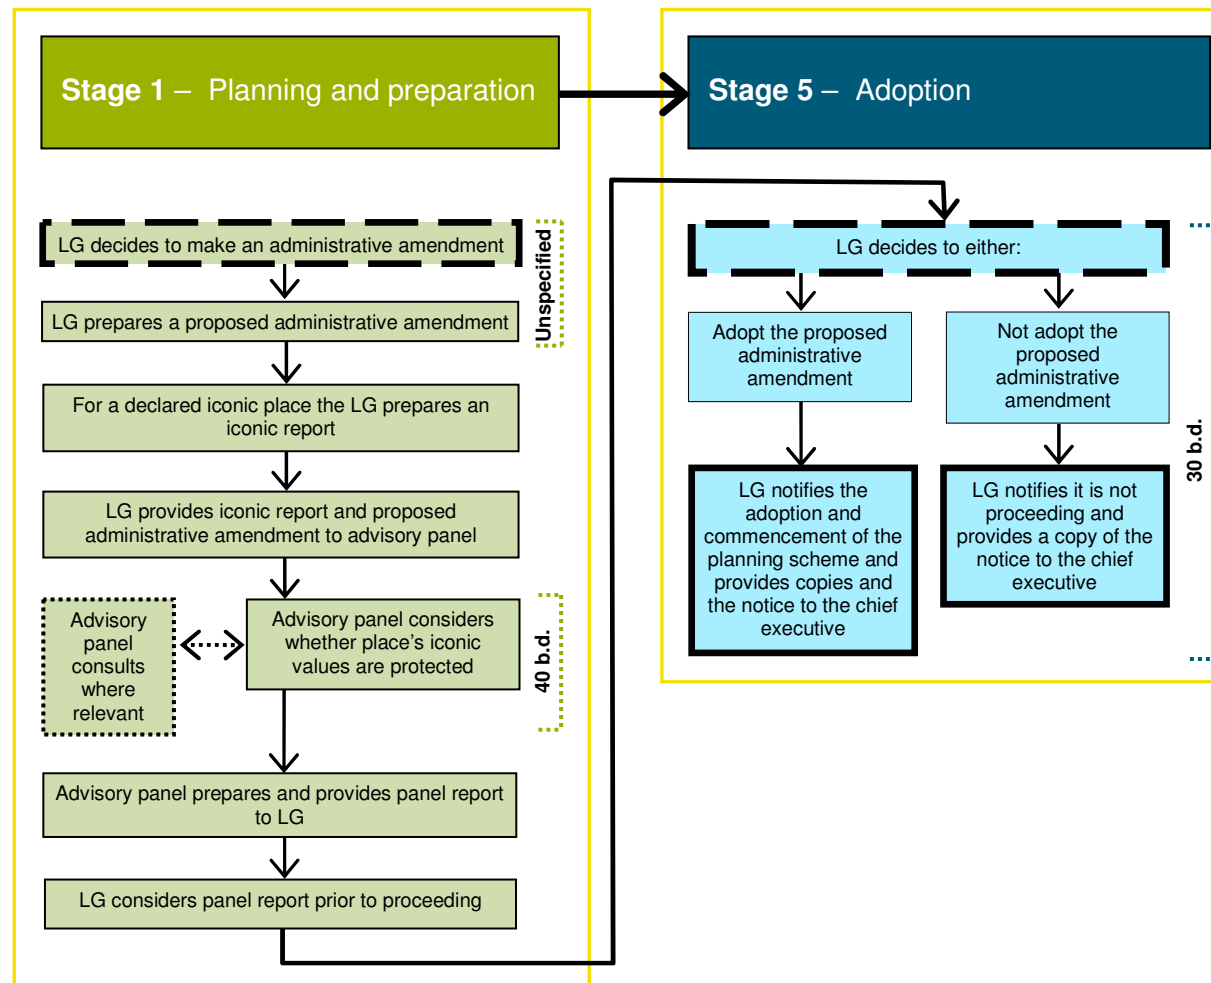 Stage 1 – Planning and preparation
LG decides to make an administrative amendment
LG prepares a proposed administrative amendment
Unspecified
For a declared iconic place the LG prepares an
iconic report
LG provides iconic report and proposed
administrative amendment to advisory panel
Advisory
panel
consults
where
relevant
Advisory panel considers
whether place's iconic
values are protected
40 b.d.
Advisory panel prepares and provides panel report
to LG
LG considers panel report prior to proceeding
Stage 5 – Adoption
LG decides to either:
Adopt the proposed
administrative
amendment
Not adopt the
proposed
administrative
amendment
LG notifies the
adoption and
commencement of the
planning scheme and
provides copies and
the notice to the chief
executive
LG notifies it is not
proceeding and
provides a copy of the
notice to the chief
executive
30 b.d.